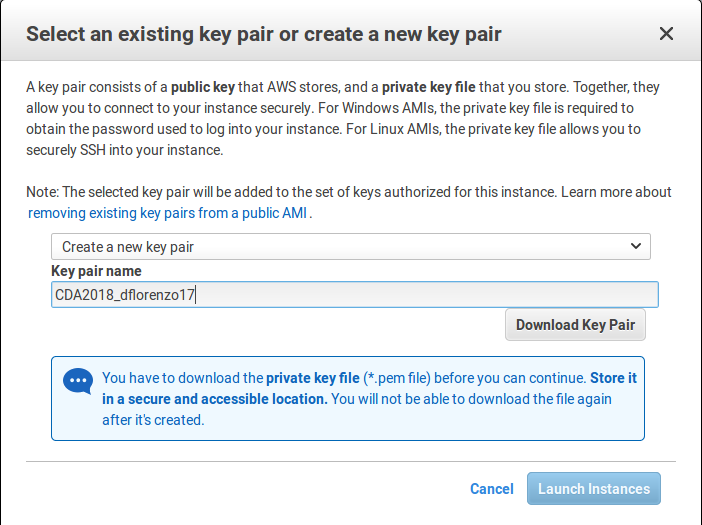 Select an existing key pair or create a new key pair
A key pair consists of a public key that AWS stores, and a private key file that you store. Together, they
allow you to connect to your instance securely. For Windows AMIs, the private key file is required to
obtain the password used to log into your instance. For Linux AMIs, the private key file allows you to
securely SSH into your instance.
Note: The selected key pair will be added to the set of keys authorized for this instance. Learn more about
removing existing key pairs from a public AMI .
Create a new key pair
Key pair name
CDA2018_dflorenzo17
Download Key Pair
You have to download the private key file (*.pem file) before you can continue. Store it
in a secure and accessible location. You will not be able to download the file again
after it's created.
Cancel
Launch Instances